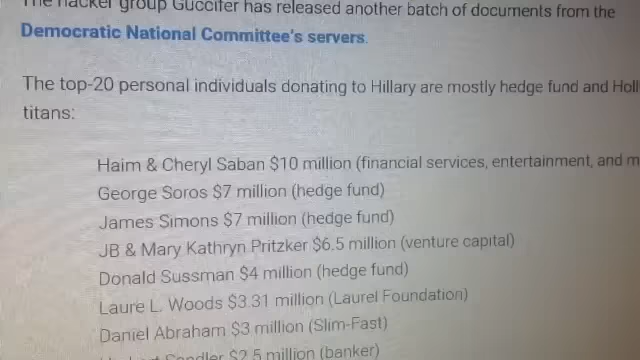 The hacker group Guccifer has released another batch of documents from the
Democratic National Committee's servers.
The top-20 personal individuals donating to Hillary are mostly hedge fund and Holl
titans:
Haim & Cheryl Saban $10 million (financial services, entertainment, and m
George Soros $7 million (hedge fund)
James Simons $7 million (hedge fund)
JB & Mary Kathryn Pritzker $6.5 million (venture capital)
Donald Sussman $4 million (hedge fund)
Laure L. Woods $3.31 million (Laurel Foundation)
Daniel Abraham $3 million (Slim-Fast)
Sandler $2.5 million (banker)